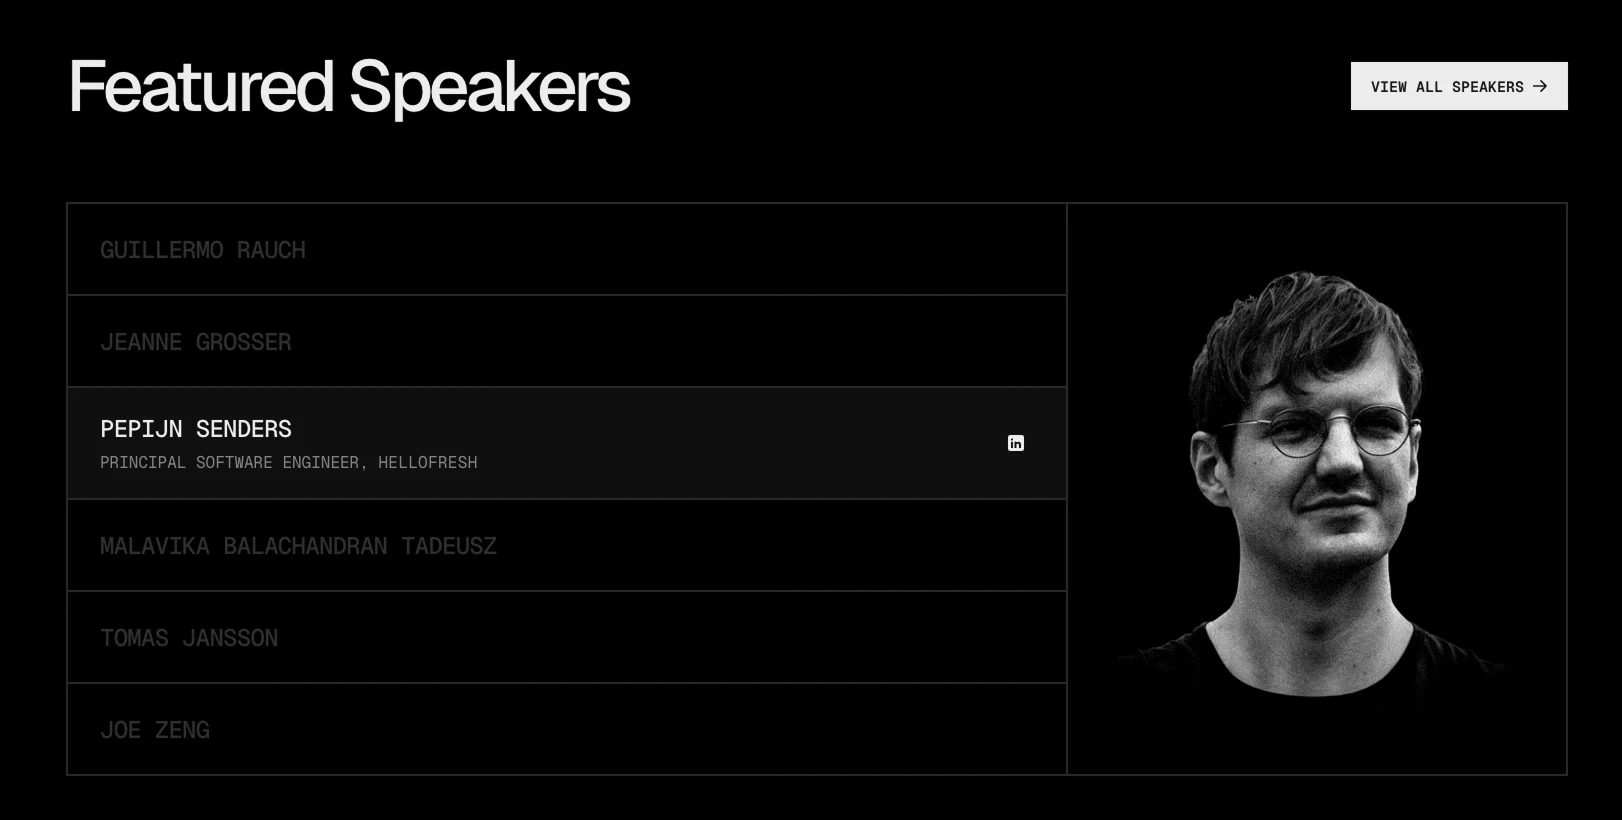 Featured Speakers
VIEW ALL SPEAKERS →
GUILLERMO RAUCH
JEANNE GROSSER
PEPIJN SENDERS
in
PRINCIPAL SOFTWARE ENGINEER, HELLOFRESH
MALAVIKA BALACHANDRAN TADEUSZ
TOMAS JANSSON
JOE ZENG